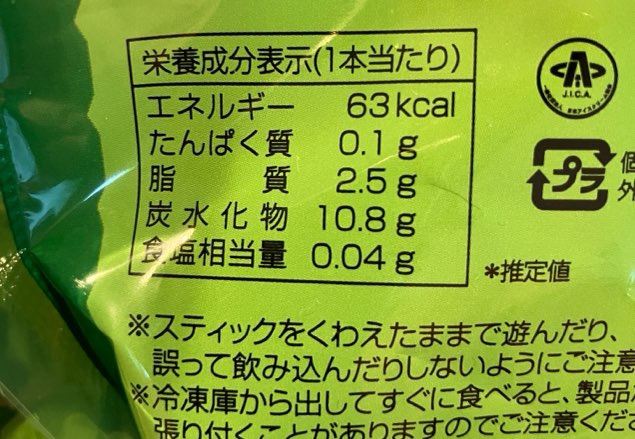 栄養成分表示(1本当たり)
エネルギー 63kcal
たんぱく質 0.1g
脂質 2.5g
炭水化物 10.8g
食塩相当量 0.04g
*推定値
J.I.C.A.
プラ
個
外
※スティックをくわえたままで遊んだり、
誤って飲み込んだりしないようにご注意
※冷凍庫から出してすぐに食べると、製品が
張り付くことがありますのでご注意くださ